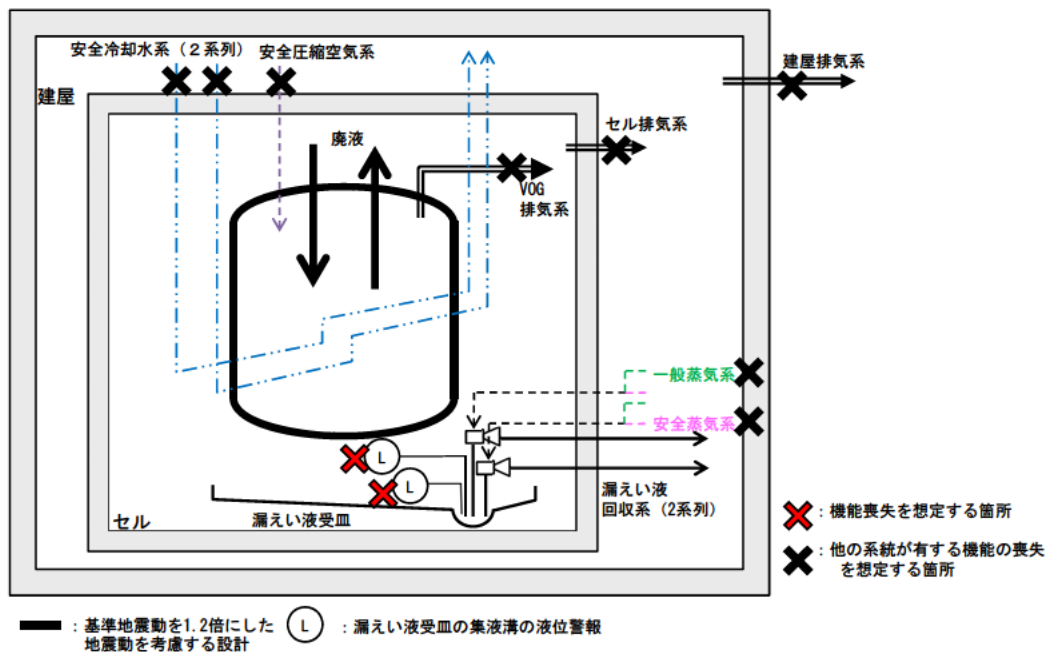 安全冷却水系(2系列)
安全圧縮空気系
建屋排気系
建屋
セル排気系
廃液
VOG
排気系
一般蒸気系
安全蒸気系
L
L
漏えい液
回収系(2系列)
漏えい液受皿
セル
:機能喪失を想定する箇所
:他の系統が有する機能の喪失
を想定する箇所
:基準地震動を1.2倍にした
地震動を考慮する設計
L
:漏えい液受皿の集液溝の液位警報